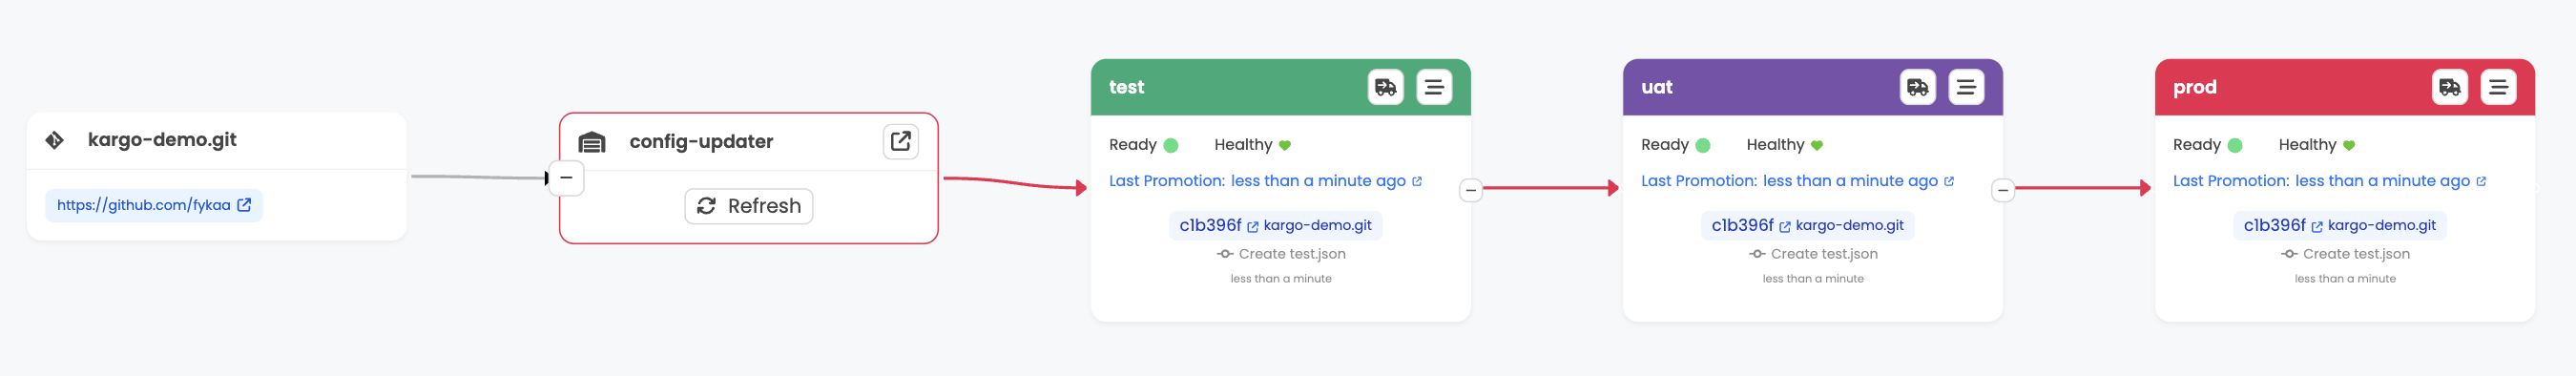 kargo-demo.git
https://github.com/fykaa
config-updater
Refresh
test
Ready Healthy
Last Promotion: less than a minute ago
c1b396f kargo-demo.git
Create test.json
less than a minute
uat
Ready Healthy
Last Promotion: less than a minute ago
c1b396f kargo-demo.git
Create test.json
less than a minute
prod
Ready Healthy
Last Promotion: less than a minute ago
c1b396f kargo-demo.git
Create test.json
less than a minute